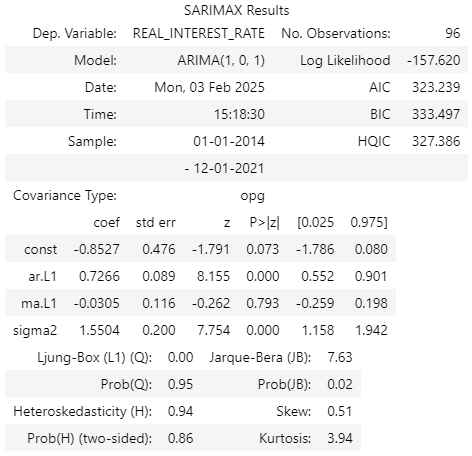 SARIMAX Results
Dep. Variable: REAL_INTEREST_RATE No. Observations: 96
Model: ARIMA(1, 0, 1) Log Likelihood -157.620
Date: Mon, 03 Feb 2025 AIC 323.239
Time: 15:18:30 BIC 333.497
Sample: 01-01-2014 HQIC 327.386
- 12-01-2021
Covariance Type: opg
coef std err z P>|z| [0.025 0.975]
const -0.8527 0.476 -1.791 0.073 -1.786 0.080
ar.L1 0.7266 0.089 8.155 0.000 0.552 0.901
ma.L1 -0.0305 0.116 -0.262 0.793 -0.259 0.198
sigma2 1.5504 0.200 7.754 0.000 1.158 1.942
Ljung-Box (L1) (Q): 0.00 Jarque-Bera (JB): 7.63
Prob(Q): 0.95 Prob(JB): 0.02
Heteroskedasticity (H): 0.94 Skew: 0.51
Prob(H) (two-sided): 0.86 Kurtosis: 3.94